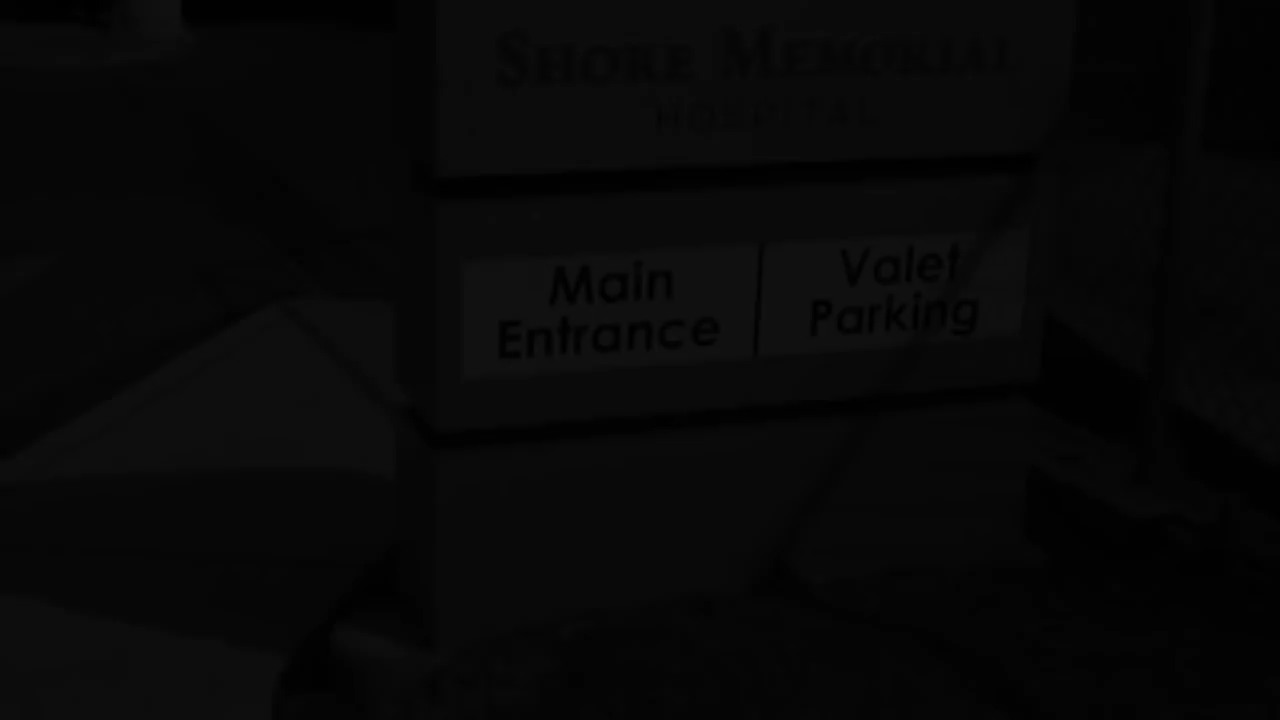 SHORE MEMORIAL
HOSPITAL
Main
Entrance
Valet
Parking